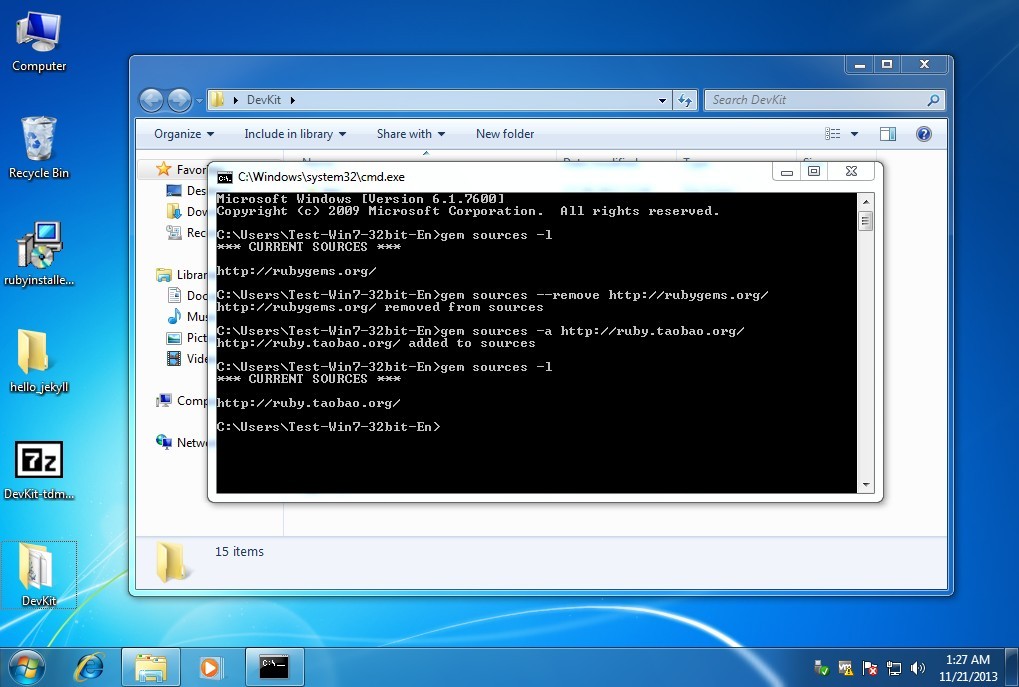 Computer
Recycle Bin
rubyinstalle...
hello_jekyll
DevKit-tdm...
DevKit
DevKit
Search DevKit
Organize
Include in library
Share with
New folder
Favor
Des
Dow
Rec
Librar
Doc
Mus
Pict
Vide
Comp
Netwo
15 items
C:\Windows\system32\cmd.exe
Microsoft Windows [Version 6.1.7600]
Copyright (c) 2009 Microsoft Corporation.  All rights reserved.
C:\Users\Test-Win7-32bit-En>gem sources -l
*** CURRENT SOURCES ***
http://rubygems.org/
C:\Users\Test-Win7-32bit-En>gem sources --remove http://rubygems.org/
http://rubygems.org/ removed from sources
C:\Users\Test-Win7-32bit-En>gem sources -a http://ruby.taobao.org/
http://ruby.taobao.org/ added to sources
C:\Users\Test-Win7-32bit-En>gem sources -l
*** CURRENT SOURCES ***
http://ruby.taobao.org/
C:\Users\Test-Win7-32bit-En>
1:27 AM
11/21/2013